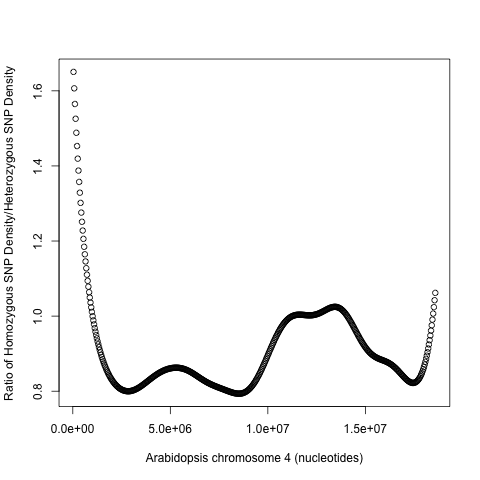 Ratio of Homozygous SNP Density/Heterozygous SNP Density
1.6
1.4
1.2
1.0
0.8
0.0e+00 5.0e+06 1.0e+07 1.5e+07
Arabidopsis chromosome 4 (nucleotides)